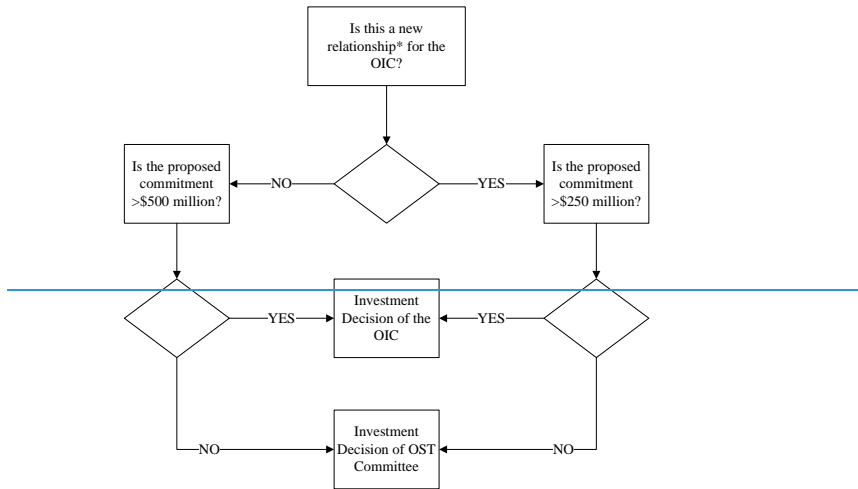 Is this a new
relationship* for the
OIC?
Is the proposed
commitment
>$500 million?
NO
YES
Is the proposed
commitment
>$250 million?
YES
Investment
Decision of the
OIC
YES
NO
Investment
Decision of OST
Committee
NO